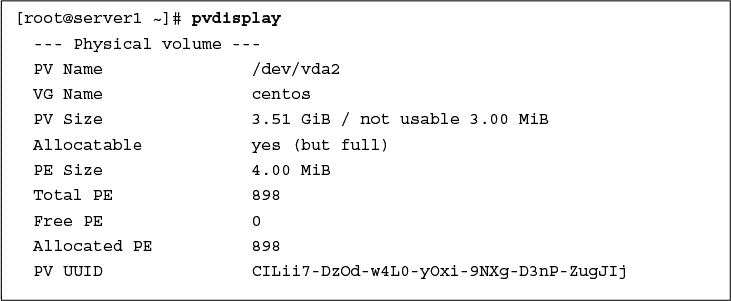 [root@server1 ~]# pvdisplay
--- Physical volume ---
PV Name /dev/vda2
VG Name centos
PV Size 3.51 GiB / not usable 3.00 MiB
Allocatable yes (but full)
PE Size 4.00 MiB
Total PE 898
Free PE 0
Allocated PE 898
PV UUID CILii7-DzOd-w4L0-yOxi-9NXg-D3nP-ZugJIj